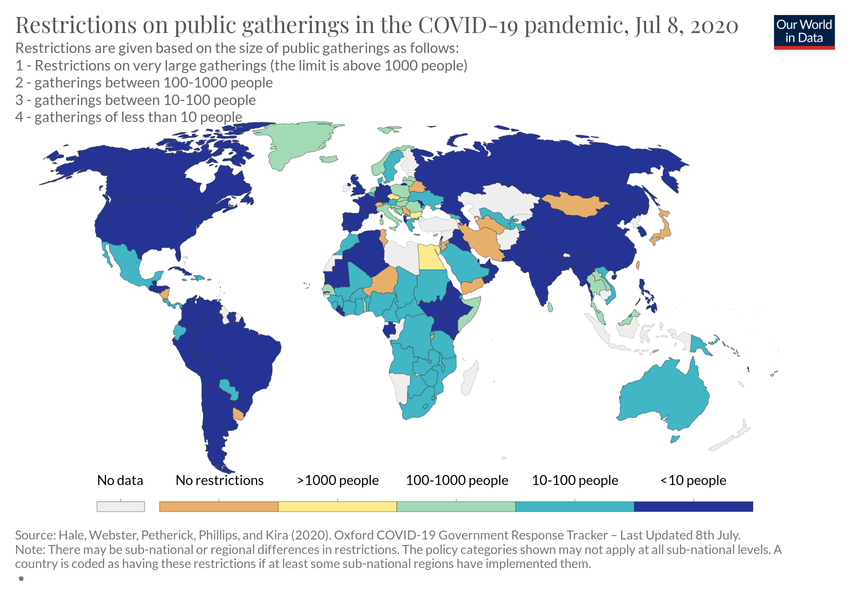 Restrictions on public gatherings in the COVID-19 pandemic, Jul 8, 2020
Our World
in Data
Restrictions are given based on the size of public gatherings as follows:
1 - Restrictions on very large gatherings (the limit is above 1000 people)
2 - gatherings between 100-1000 people
3 - gatherings between 10-100 people
4 - gatherings of less than 10 people
No data
No restrictions
>1000 people
100-1000 people
10-100 people
<10 people
Source: Hale, Webster, Petherick, Phillips, and Kira (2020). Oxford COVID-19 Government Response Tracker – Last Updated 8th July.
Note: There may be sub-national or regional differences in restrictions. The policy categories shown may not apply at all sub-national levels. A
country is coded as having these restrictions if at least some sub-national regions have implemented them.
•